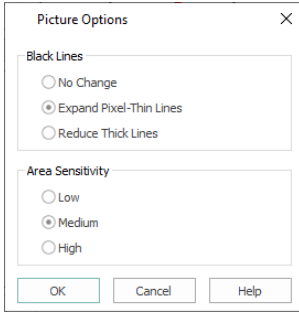 Picture Options
Black Lines
No Change
Expand Pixel-Thin Lines
Reduce Thick Lines
Area Sensitivity
Low
Medium
High
OK Cancel Help